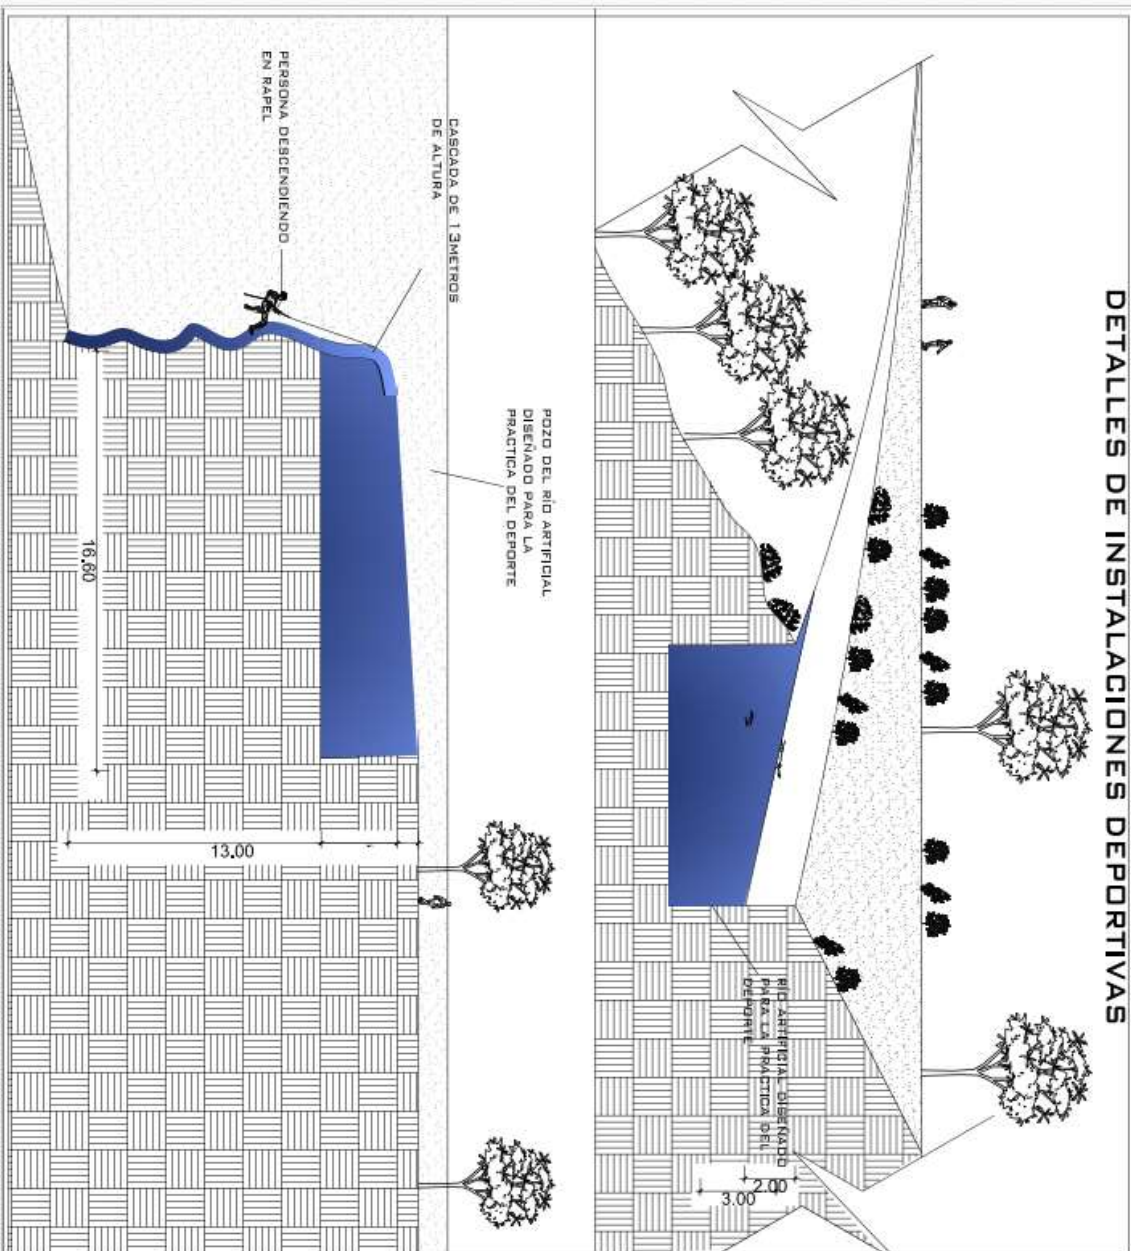 DETALLES DE INSTALACIONES DEPORTIVAS
RÍO ARTIFICIAL DISEÑADO
PARA LA PRACTICA DEL
DEPORTE
2.00
3.00
POZO DEL RÍO ARTIFICIAL
DISEÑADO PARA LA
PRACTICA DEL DEPORTE
CASCADA DE 13METROS
DE ALTURA
PERSONA DESCENDIENDO
EN RAPEL
16.60
13.00